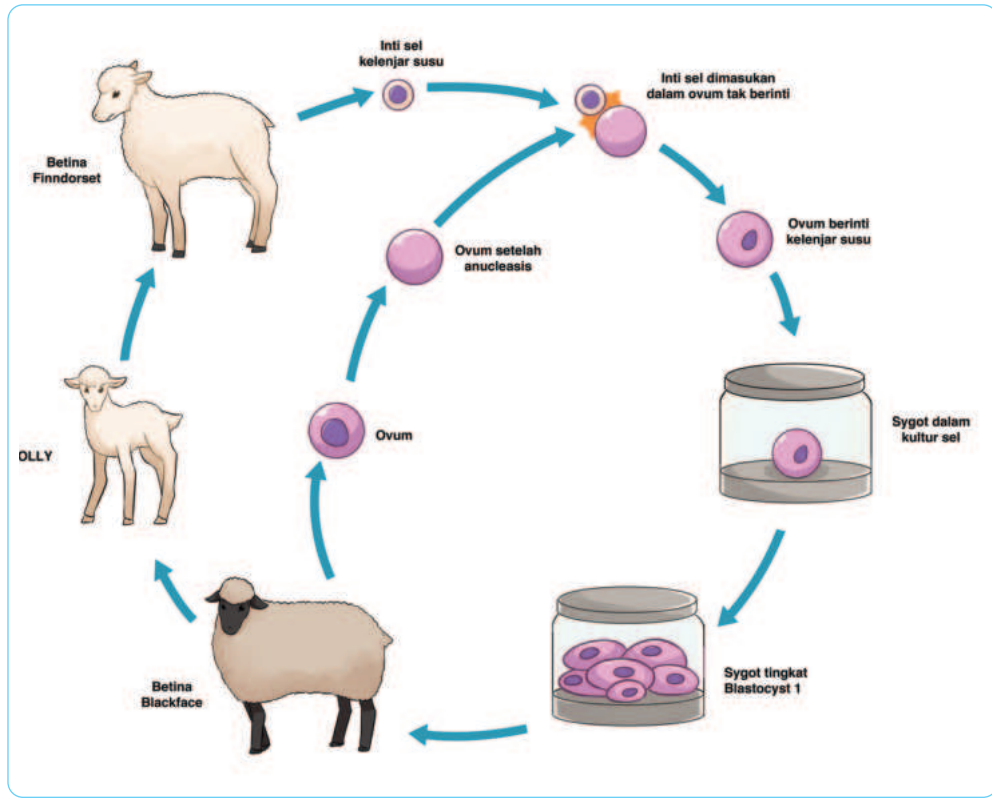 Inti sel
kelenjar susu
Inti sel dimasukan
dalam ovum tak berinti
Betina
Finndorset
Ovum berinti
kelenjar susu
Ovum setelah
anucleasis
Sygot dalam
kultur sel
Ovum
OLLY
Sygot tingkat
Blastocyst 1
Betina
Blackface